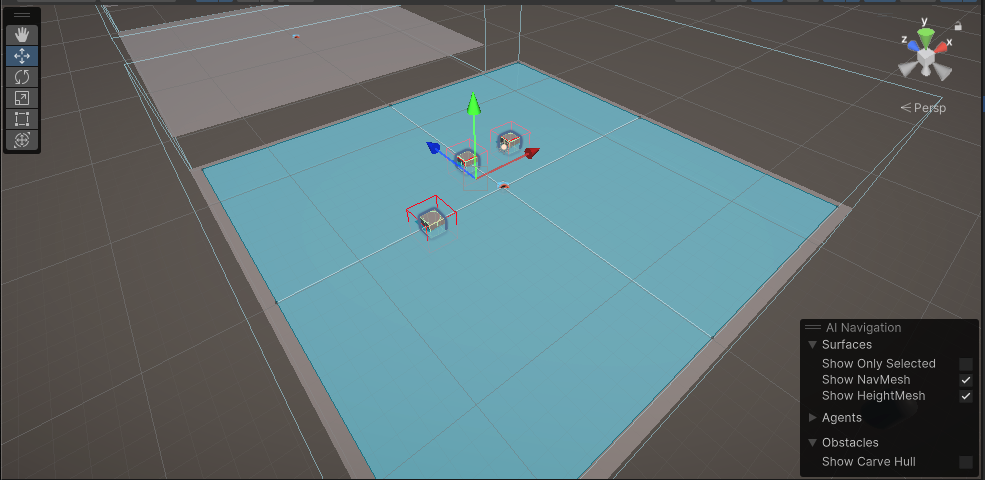 y
z
x
Persp
AI Navigation
Surfaces
Show Only Selected
Show NavMesh
Show HeightMesh
Agents
Obstacles
Show Carve Hull